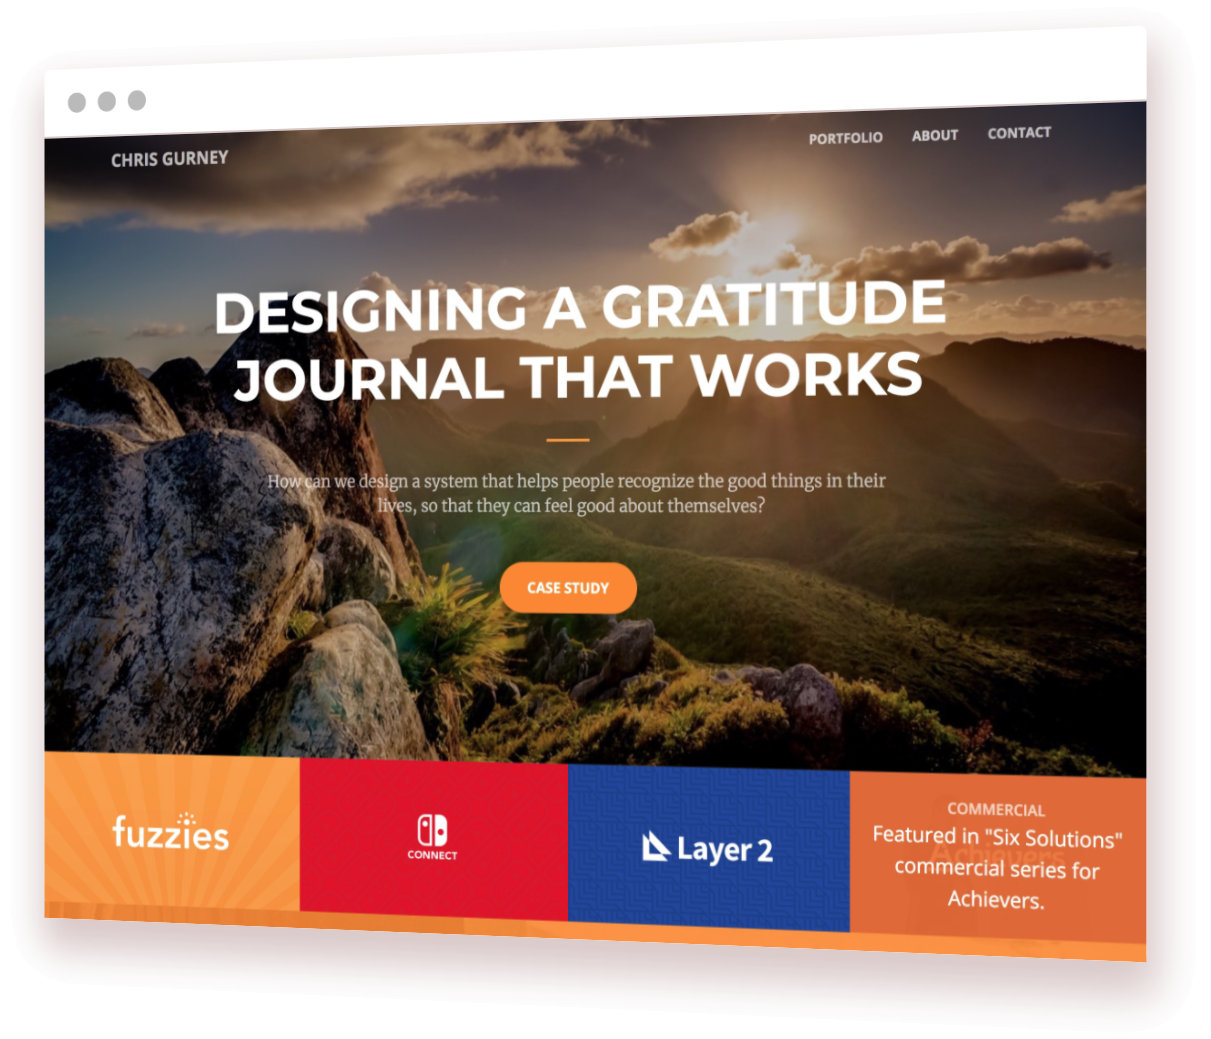 CHRIS GURNEY
PORTFOLIO ABOUT CONTACT
DESIGNING A GRATITUDE
JOURNAL THAT WORKS
How can we design a system that helps people recognize the good things in their
lives, so that they can feel good about themselves?
CASE STUDY
fuzzies
CONNECT
Layer 2
COMMERCIAL
Featured in "Six Solutions"
commercial series for
Achievers.
Achievers